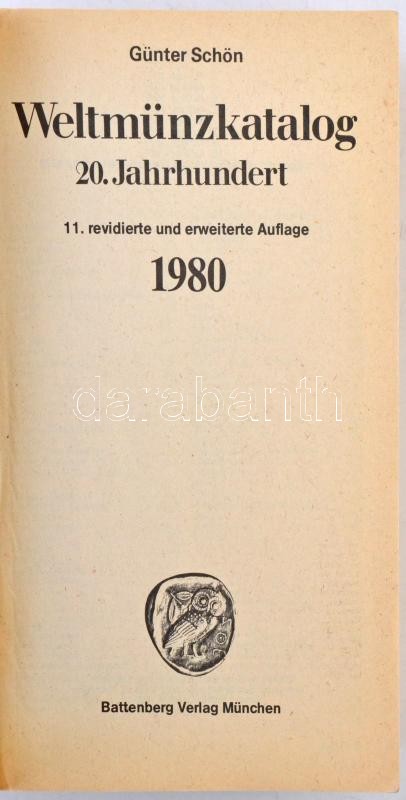 Günter Schön
Weltmünzkatalog
20. Jahrhundert
11. revidierte und erweiterte Auflage
1980
darabanth
Battenberg Verlag München